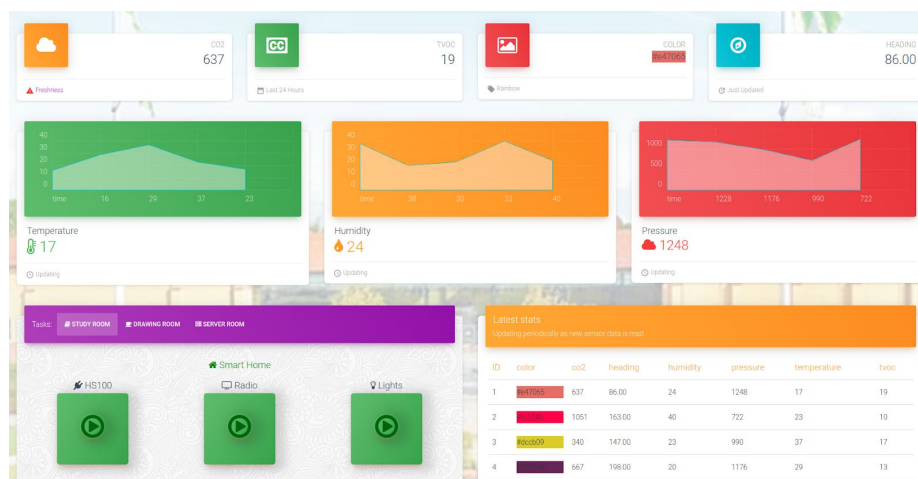 CO2
637
Freshness
CC
TVOC
19
Last 24 Hours
COLOR
#e47065
Rainbow
HEADING
86.00
Just Updated
40
30
20
10
0
time 16 29 37 23
Temperature
17
Updating
40
30
20
10
0
time 38 20 33 40
Humidity
24
Updating
1000
500
0
time 1228 1176 990 722
Pressure
1248
Updating
Tasks: STUDY ROOM DRAWING ROOM SERVER ROOM
Smart Home
HS100 Radio Lights
Latest stats
Updating periodically as new sensor data is read
ID color co2 heading humidity pressure temperature tvoc
1 #e47065 637 86.00 24 1248 17 19
2 1051 163.00 40 722 23 10
3 #dccb09 340 147.00 23 990 37 17
4 667 198.00 20 1176 29 13